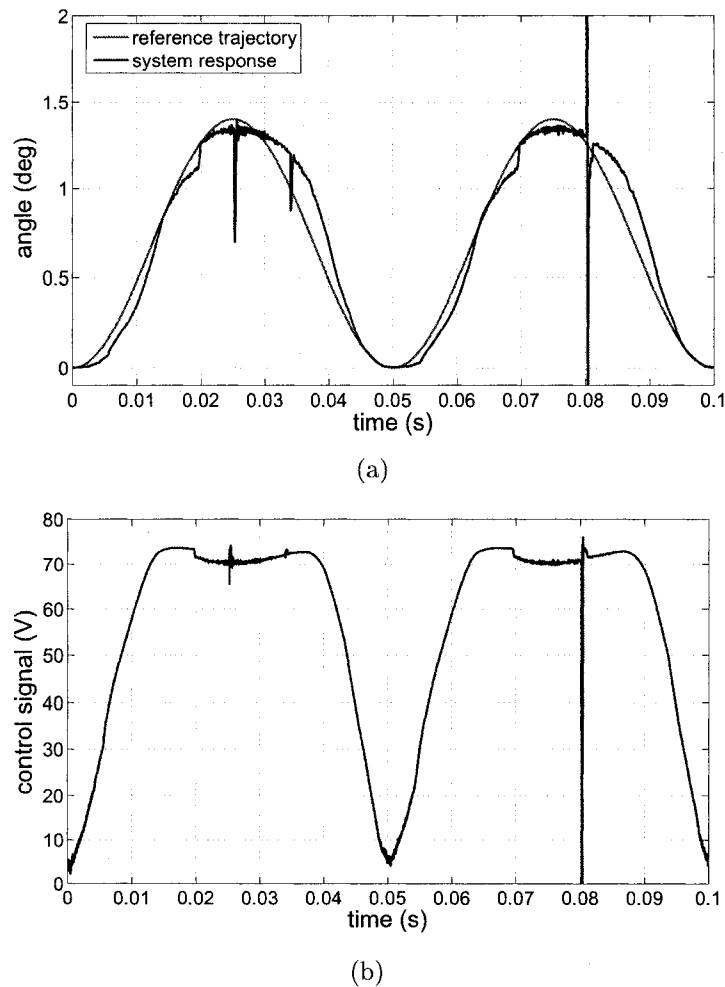 2
1.5
1
0.5
0
angle (deg)
reference trajectory
system response
0 0.01 0.02 0.03 0.04 0.05 0.06 0.07 0.08 0.09 0.1
time (s)
(a)
80
70
60
50
40
30
20
10
0
control signal (V)
0 0.01 0.02 0.03 0.04 0.05 0.06 0.07 0.08 0.09 0.1
time (s)
(b)